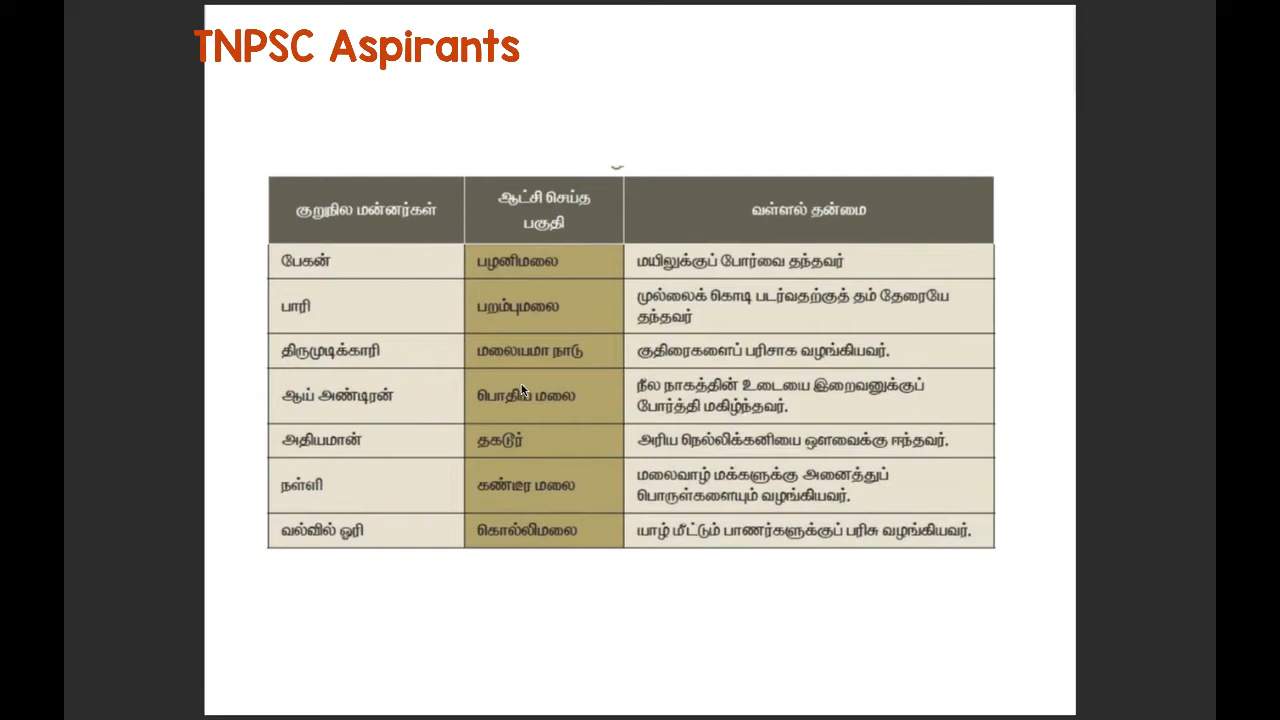 TNPSC Aspirants
குறுநில மன்னர்கள்
ஆட்சி செய்த
பகுதி
வள்ளல் தன்மை
பேகன்
பழனிமலை
மயிலுக்குப் போர்வை தந்தவர்
பாரி
பறம்புமலை
முல்லைக் கொடி படர்வதற்குத் தம் தேரையே
தந்தவர்
திருமுடிக்காரி
மலையமா நாடு
குதிரைகளைப் பரிசாக வழங்கியவர்.
ஆய் அண்டிரன்
பொதிய மலை
நீல நாகத்தின் உடையை இறைவனுக்குப்
போர்த்தி மகிழ்ந்தவர்.
அதியமான்
தகடூர்
அரிய நெல்லிக்கனியை ஔவைக்கு ஈந்தவர்.
நள்ளி
கண்டீர மலை
மலைவாழ் மக்களுக்கு அனைத்துப்
பொருள்களையும் வழங்கியவர்.
வல்வில் ஓரி
கொல்லிமலை
யாழ் மீட்டும் பாணர்களுக்குப் பரிசு வழங்கியவர்.